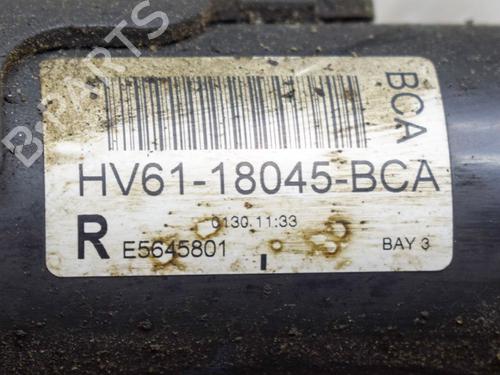 B-PARTS
BCA
HV61-18045-BCA
R
0130.11:33
E5645801
BAY 3